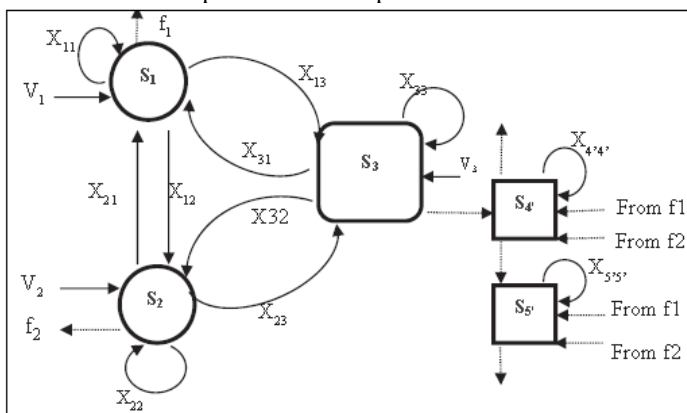 f₁
X₁₁
S₁
V₁
X₁₃
X₃₃
X₃₁
S₃
V₃
X₄'₄'
S₄'
From f1
From f2
X₂₁
X₁₂
X32
X₅'₅'
S₅'
From f1
From f2
V₂
S₂
X₂₃
f₂
X₂₂